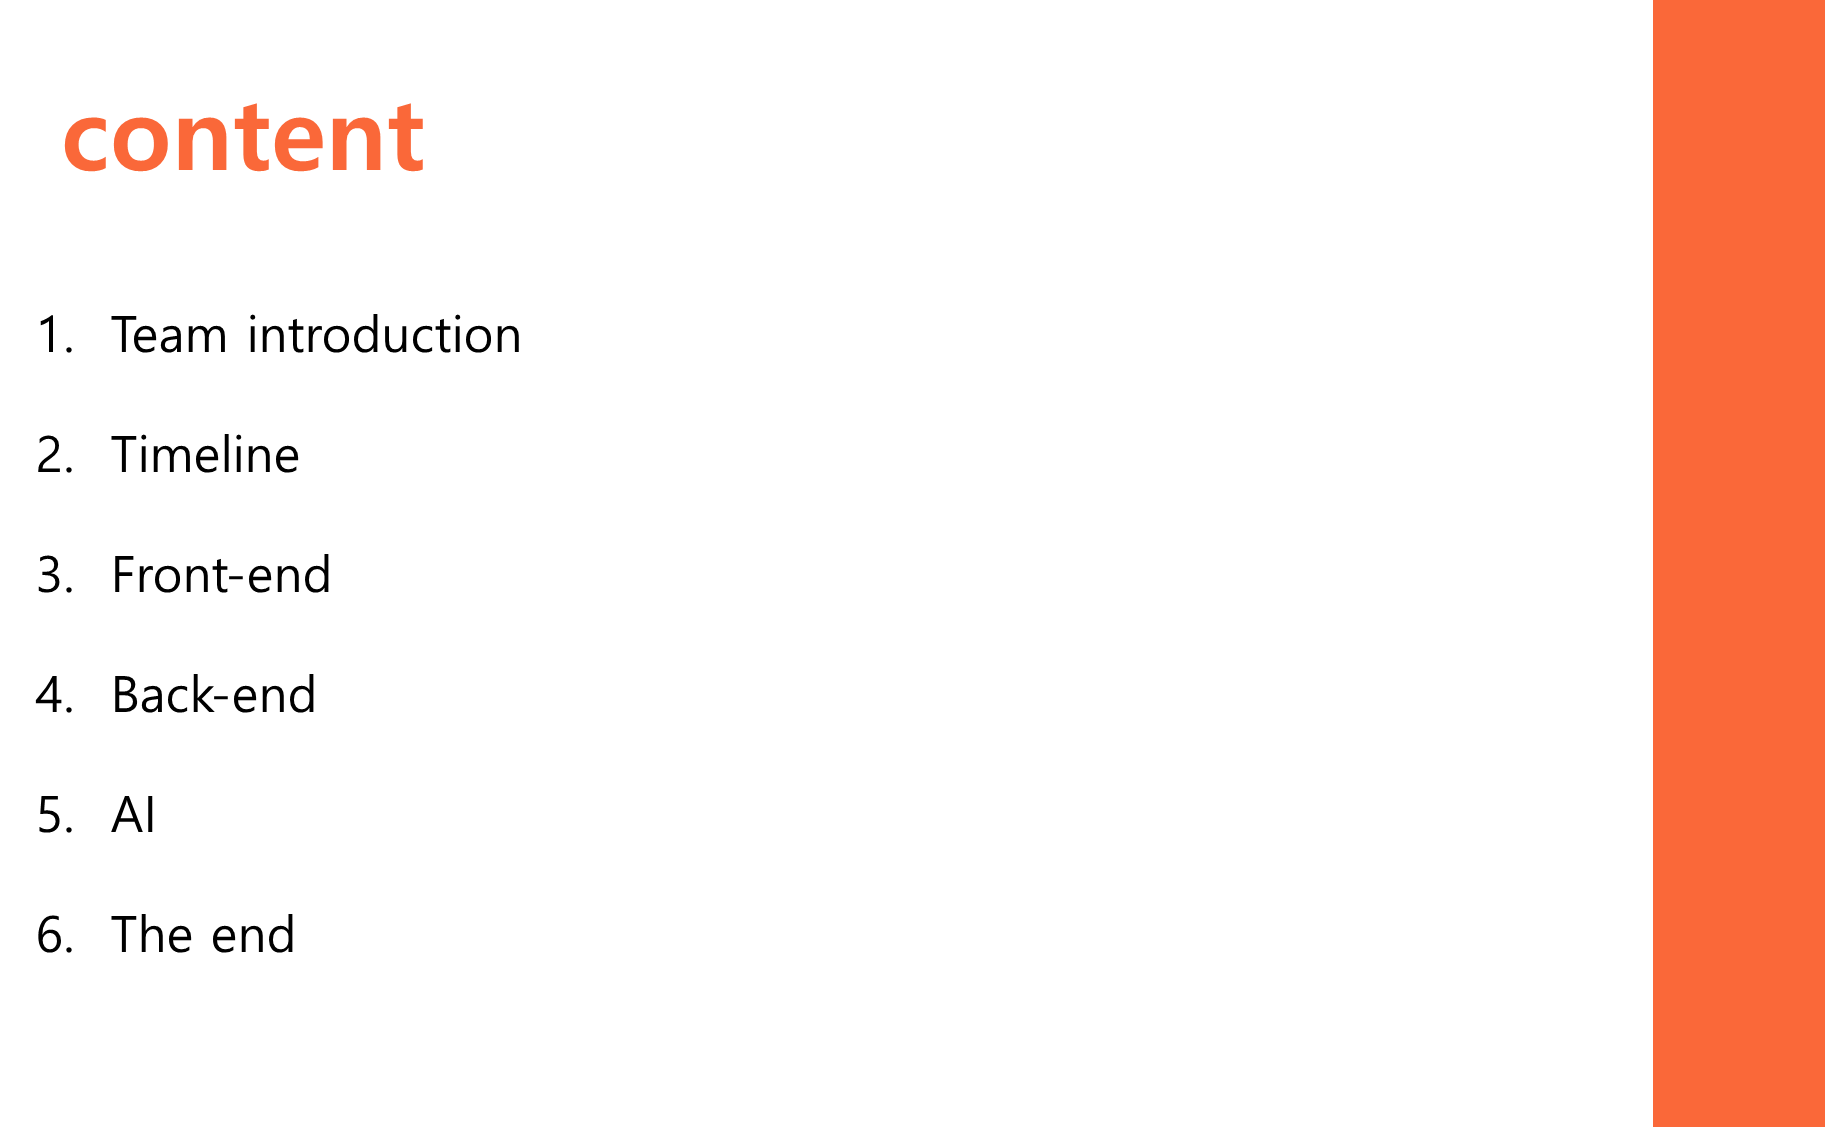 content
1. Team introduction
2. Timeline
3. Front-end
4. Back-end
5. AI
6. The end